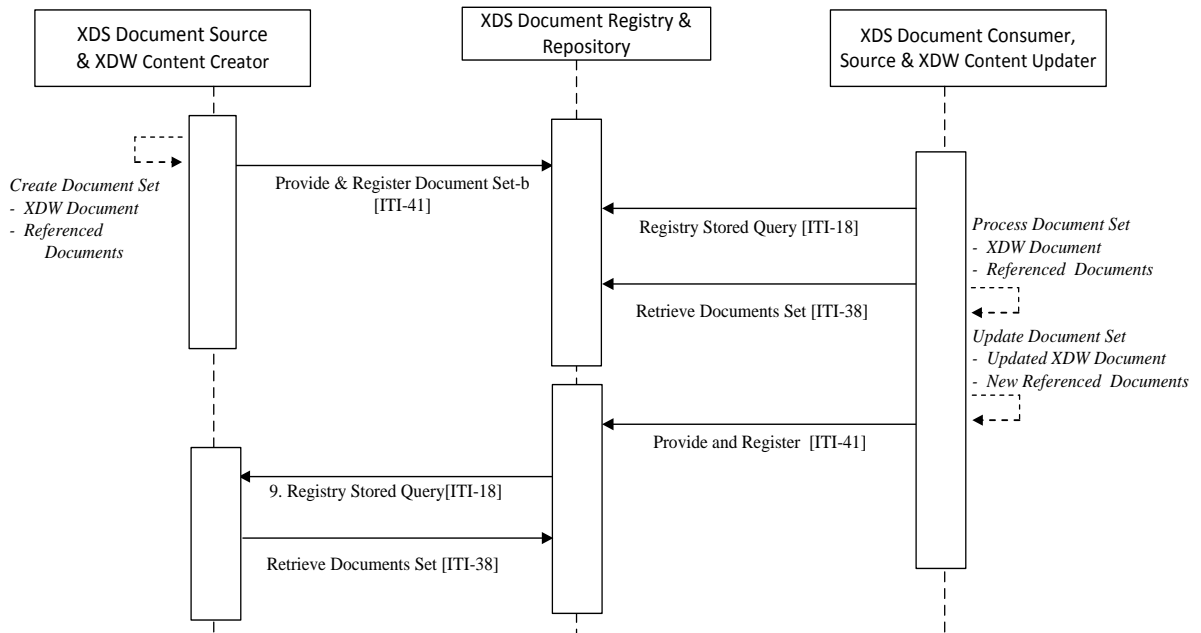 XDS Document Source
& XDW Content Creator
XDS Document Registry &
Repository
XDS Document Consumer,
Source & XDW Content Updater
Create Document Set
- XDW Document
- Referenced
Documents
Provide & Register Document Set-b
[ITI-41]
Registry Stored Query [ITI-18]
Process Document Set
- XDW Document
- Referenced Documents
Retrieve Documents Set [ITI-38]
Update Document Set
- Updated XDW Document
- New Referenced Documents
Provide and Register [ITI-41]
9. Registry Stored Query[ITI-18]
Retrieve Documents Set [ITI-38]